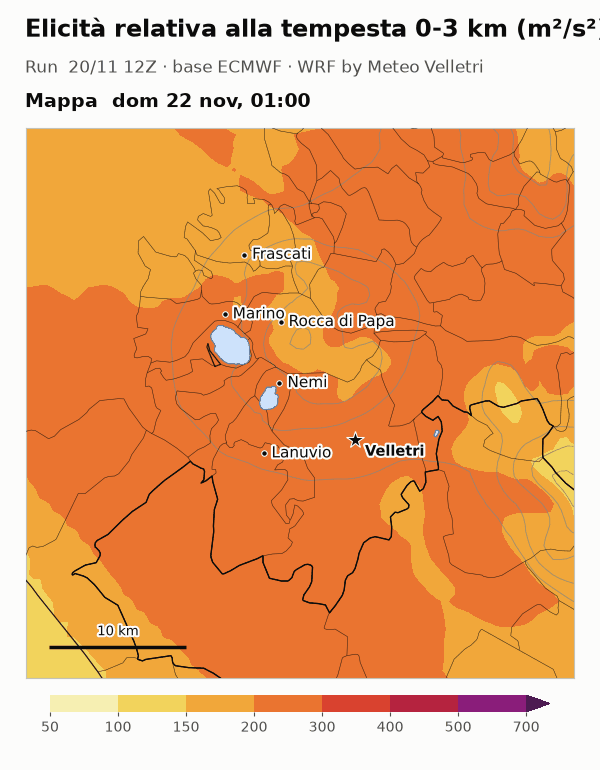 Elicità relativa alla tempesta 0-3 km (m²/s²)
Run 20/11 12Z · base ECMWF · WRF by Meteo Velletri
Mappa dom 22 nov, 01:00
Frascati
Marino
Rocca di Papa
Nemi
Velletri
Lanuvio
10 km
50 100 150 200 300 400 500 700